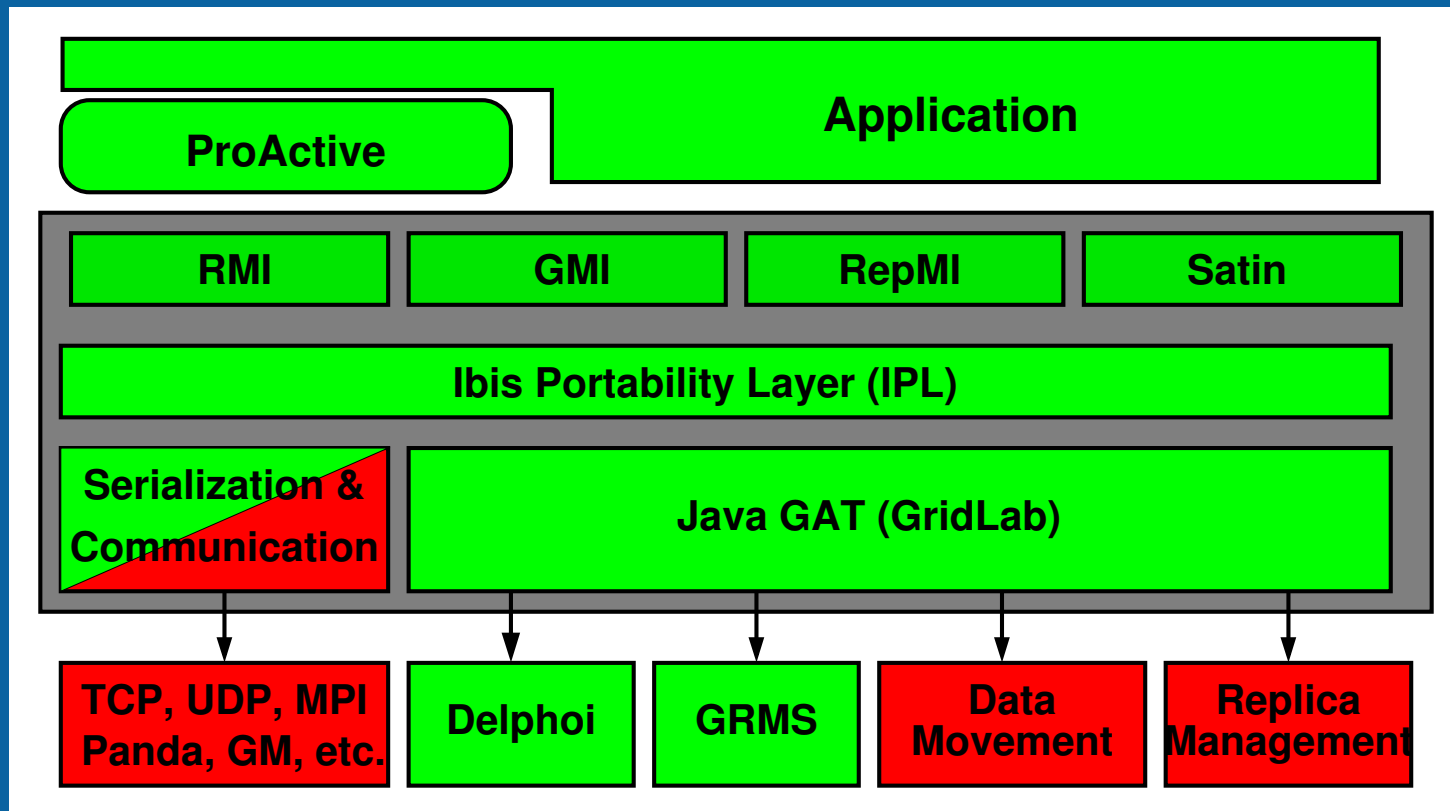 Application
ProActive
RMI
GMI
RepMI
Satin
Ibis Portability Layer (IPL)
Serialization &
Communication
Java GAT (GridLab)
TCP, UDP, MPI
Panda, GM, etc.
Delphoi
GRMS
Data
Movement
Replica
Management